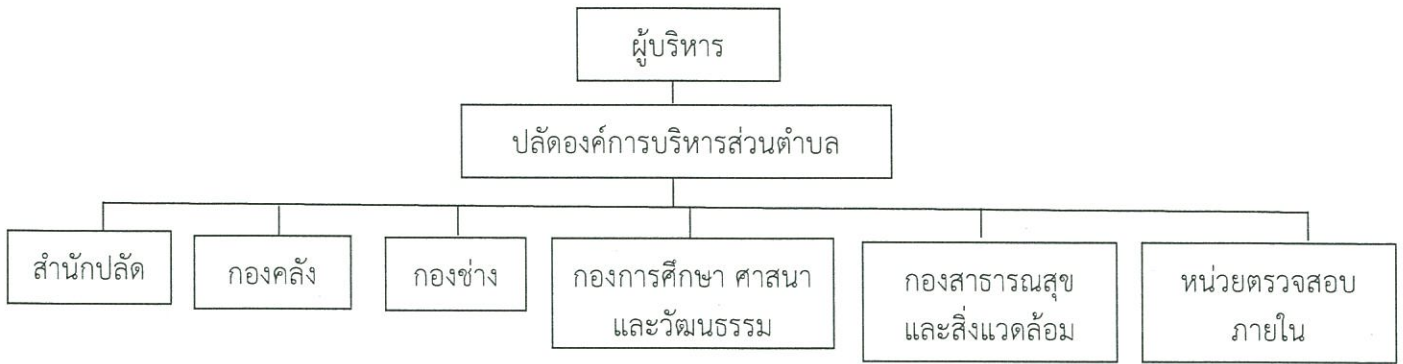 ผู้บริหาร
ปลัดองค์การบริหารส่วนตำบล
สำนักปลัด
กองคลัง
กองช่าง
กองการศึกษา ศาสนา
และวัฒนธรรม
กองสาธารณสุข
และสิ่งแวดล้อม
หน่วยตรวจสอบ
ภายใน